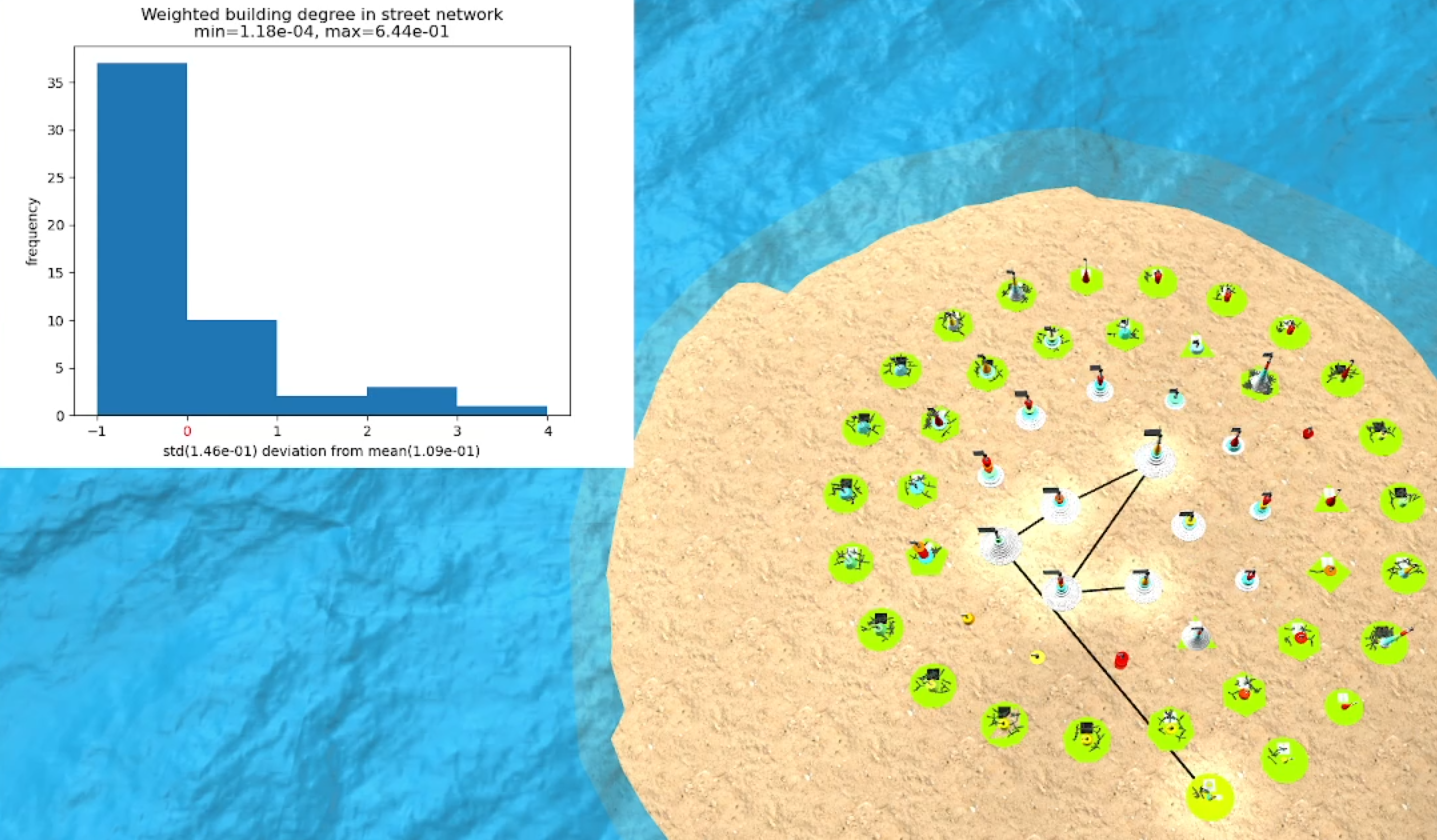 Weighted building degree in street network
min=1.18e-04, max=6.44e-01
35
30
25
20
15
10
5
0
frequency
−1 0 1 2 3 4
std(1.46e-01) deviation from mean(1.09e-01)